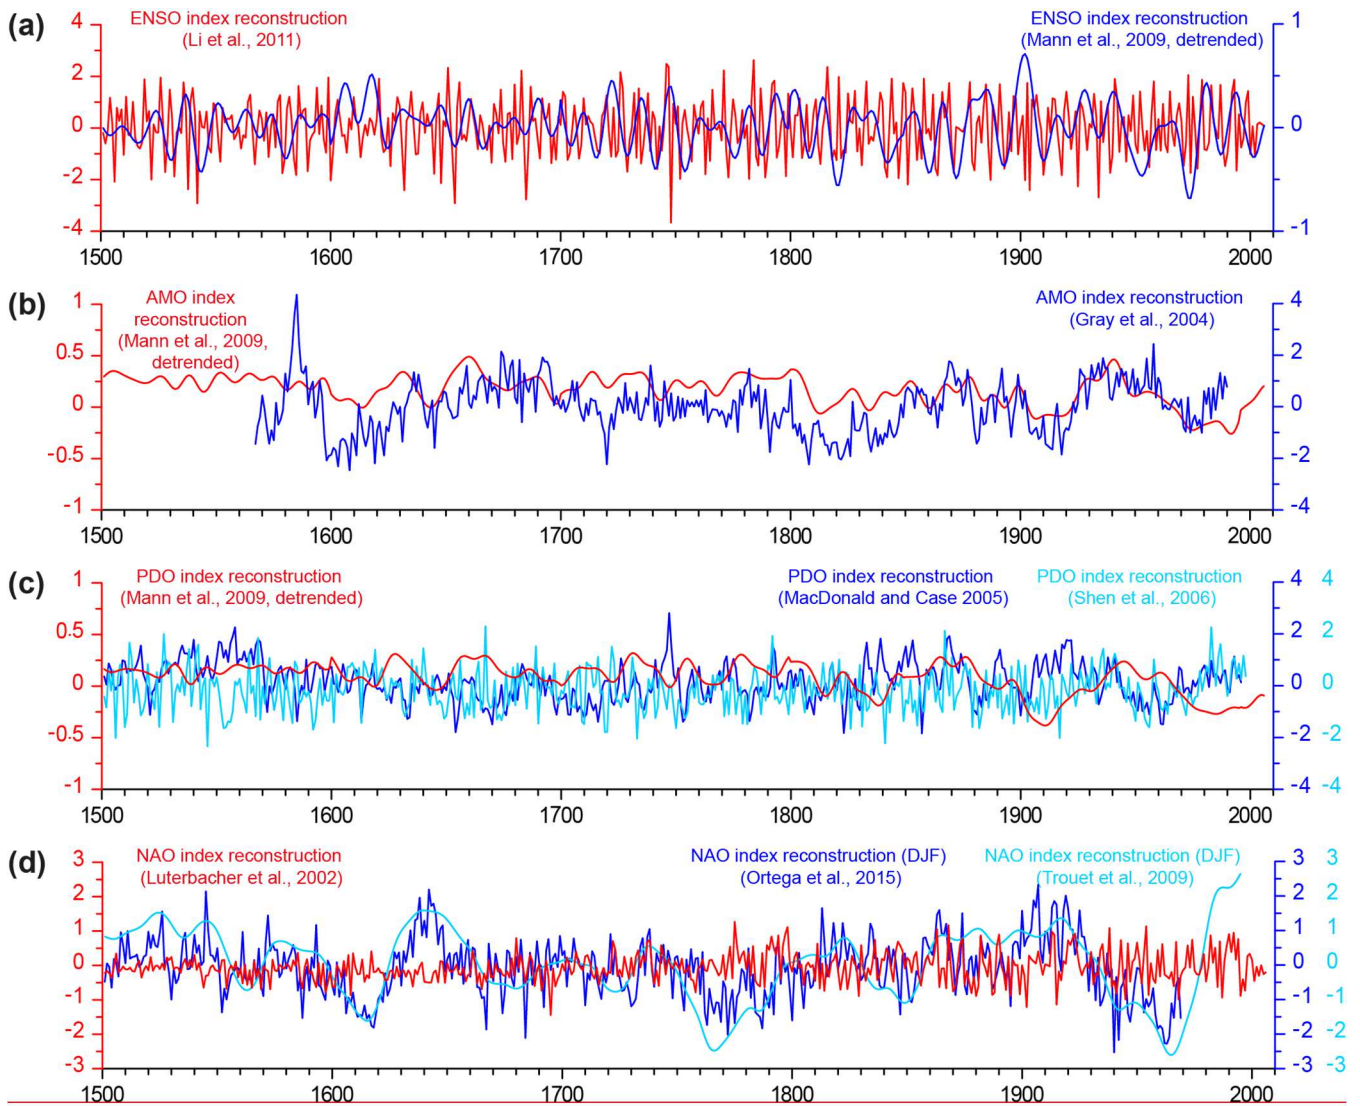 (a)
ENSO index reconstruction
(Li et al., 2011)
ENSO index reconstruction
(Mann et al., 2009, detrended)
4
2
0
-2
-4
1
0
-1
1500 1600 1700 1800 1900 2000
(b)
AMO index
reconstruction
(Mann et al., 2009,
detrended)
AMO index reconstruction
(Gray et al., 2004)
1
0.5
0
-0.5
-1
4
2
0
-2
-4
1500 1600 1700 1800 1900 2000
(c)
PDO index reconstruction
(Mann et al., 2009, detrended)
PDO index reconstruction
(MacDonald and Case 2005)
PDO index reconstruction
(Shen et al., 2006)
1
0.5
0
-0.5
-1
4
2
0
-2
-4
4
2
0
-2
-4
1500 1600 1700 1800 1900 2000
(d)
NAO index reconstruction
(Luterbacher et al., 2002)
NAO index reconstruction (DJF)
(Ortega et al., 2015)
NAO index reconstruction (DJF)
(Trouet et al., 2009)
3
2
1
0
-1
-2
-3
3
2
1
0
-1
-2
-3
3
2
1
0
-1
-2
-3
1500 1600 1700 1800 1900 2000